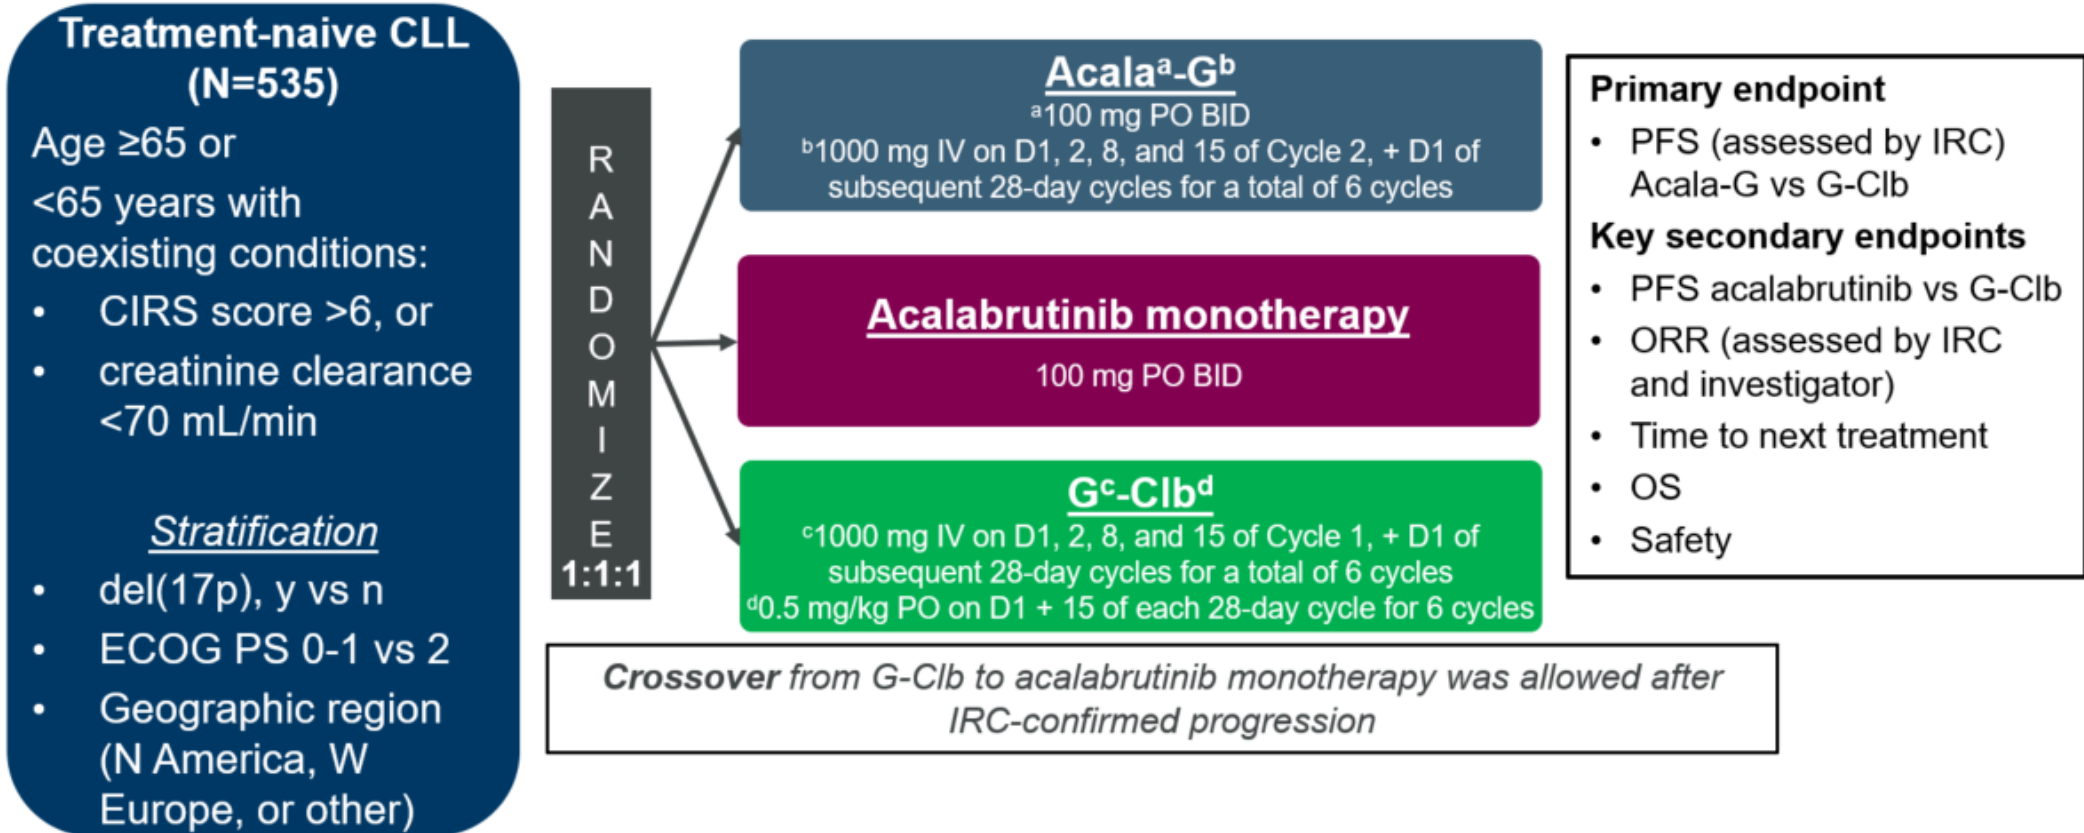 Treatment-naive CLL
(N=535)
Age ≥65 or
<65 years with
coexisting conditions:
• CIRS score >6, or
• creatinine clearance
<70 mL/min
Stratification
• del(17p), y vs n
• ECOG PS 0-1 vs 2
• Geographic region
(N America, W
Europe, or other)
R
A
N
D
O
M
I
Z
E
1:1:1
Acalaᵃ-Gᵇ
ᵃ100 mg PO BID
ᵇ1000 mg IV on D1, 2, 8, and 15 of Cycle 2, + D1 of
subsequent 28-day cycles for a total of 6 cycles
Acalabrutinib monotherapy
100 mg PO BID
Gᶜ-Clbᵈ
ᶜ1000 mg IV on D1, 2, 8, and 15 of Cycle 1, + D1 of
subsequent 28-day cycles for a total of 6 cycles
ᵈ0.5 mg/kg PO on D1 + 15 of each 28-day cycle for 6 cycles
Crossover from G-Clb to acalabrutinib monotherapy was allowed after
IRC-confirmed progression
Primary endpoint
• PFS (assessed by IRC)
Acala-G vs G-Clb
Key secondary endpoints
• PFS acalabrutinib vs G-Clb
• ORR (assessed by IRC
and investigator)
• Time to next treatment
• OS
• Safety